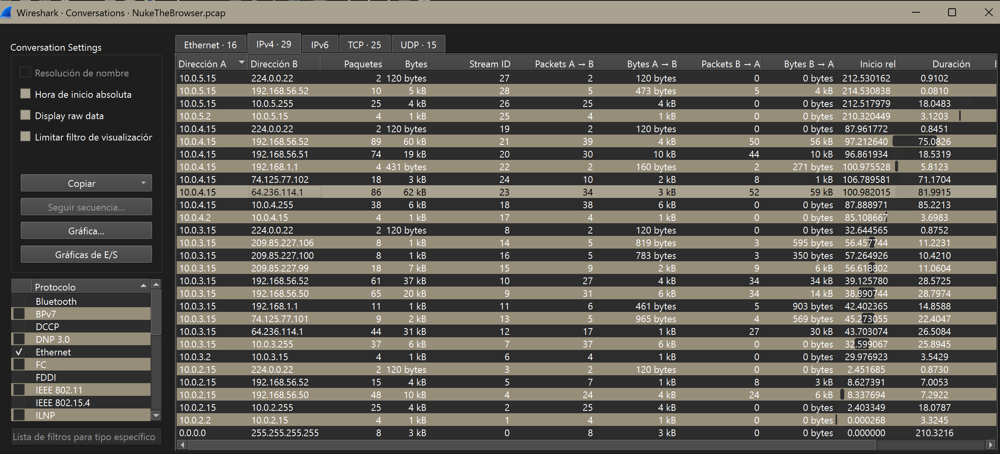 Wireshark · Conversations · NukeTheBrowser.pcap
Conversation Settings
Resolución de nombre
Hora de inicio absoluta
Display raw data
Limitar filtro de visualizaciór
Copiar
Seguir secuencia...
Gráfica...
Gráficas de E/S
Protocolo
Bluetooth
BPv7
DCCP
DNP 3.0
Ethernet
FC
FDDI
IEEE 802.11
IEEE 802.15.4
ILNP
Lista de filtros para tipo específico
Ethernet · 16 IPv4 · 29 IPv6 TCP · 25 UDP · 15
Dirección A Dirección B Paquetes Bytes Stream ID Packets A → B Bytes A → B Packets B → A Bytes B → A Inicio rel Duración
10.0.5.15 224.0.0.22 2 120 bytes 27 2 120 bytes 0 0 bytes 212.530162 0.9102
10.0.5.15 192.168.56.52 10 5 kB 28 5 473 bytes 5 4 kB 214.530838 0.0810
10.0.5.15 10.0.5.255 25 4 kB 26 25 4 kB 0 0 bytes 212.517979 18.0483
10.0.5.2 10.0.5.15 4 1 kB 25 4 1 kB 0 0 bytes 210.320449 3.1203
10.0.4.15 224.0.0.22 2 120 bytes 19 2 120 bytes 0 0 bytes 87.961772 0.8451
10.0.4.15 192.168.56.52 89 60 kB 21 39 4 kB 50 56 kB 97.212640 75.0826
10.0.4.15 192.168.56.51 74 19 kB 20 30 10 kB 44 10 kB 96.861934 18.5319
10.0.4.15 192.168.1.1 4 431 bytes 22 2 160 bytes 2 271 bytes 100.975528 5.8123
10.0.4.15 74.125.77.102 18 3 kB 24 10 2 kB 8 1 kB 106.789581 71.1704
10.0.4.15 64.236.114.1 86 62 kB 23 34 3 kB 52 59 kB 100.982015 81.9915
10.0.4.15 10.0.4.255 38 6 kB 18 38 6 kB 0 0 bytes 87.888971 85.2213
10.0.4.2 10.0.4.15 4 1 kB 17 4 1 kB 0 0 bytes 85.108667 3.6983
10.0.3.15 224.0.0.22 2 120 bytes 8 2 120 bytes 0 0 bytes 32.644565 0.8752
10.0.3.15 209.85.227.106 8 1 kB 14 5 819 bytes 3 595 bytes 56.457744 11.2231
10.0.3.15 209.85.227.100 8 1 kB 16 5 783 bytes 3 350 bytes 57.264926 10.4210
10.0.3.15 209.85.227.99 18 7 kB 15 9 2 kB 9 6 kB 56.618802 11.0604
10.0.3.15 192.168.56.52 61 37 kB 10 27 4 kB 34 34 kB 39.125780 28.5725
10.0.3.15 192.168.56.50 65 20 kB 9 31 6 kB 34 14 kB 38.890744 28.7974
10.0.3.15 192.168.1.1 11 1 kB 11 6 461 bytes 5 903 bytes 42.402365 14.8588
10.0.3.15 74.125.77.101 9 2 kB 13 5 965 bytes 4 569 bytes 45.273055 22.4047
10.0.3.15 64.236.114.1 44 31 kB 12 17 1 kB 27 30 kB 43.703074 26.5084
10.0.3.15 10.0.3.255 37 6 kB 7 37 6 kB 0 0 bytes 32.599067 25.8945
10.0.3.2 10.0.3.15 4 1 kB 6 4 1 kB 0 0 bytes 29.976923 3.5429
10.0.2.15 224.0.0.22 2 120 bytes 3 2 120 bytes 0 0 bytes 2.451685 0.8730
10.0.2.15 192.168.56.52 15 4 kB 5 7 1 kB 8 3 kB 8.627391 7.0053
10.0.2.15 192.168.56.50 48 10 kB 4 24 4 kB 24 6 kB 8.337694 7.2922
10.0.2.15 10.0.2.255 25 4 kB 2 25 4 kB 0 0 bytes 2.403349 18.0787
10.0.2.2 10.0.2.15 4 1 kB 1 4 1 kB 0 0 bytes 0.000268 3.3245
0.0.0.0 255.255.255.255 8 3 kB 0 8 3 kB 0 0 bytes 0.000000 210.3216